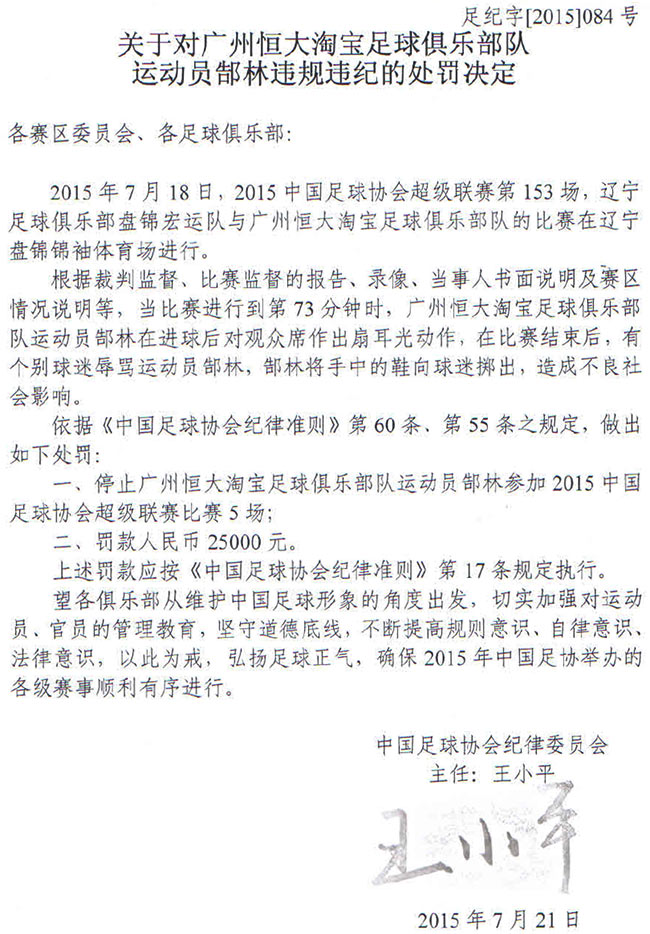 足纪字[2015]084 号
关于对广州恒大淘宝足球俱乐部队
运动员郜林违规违纪的处罚决定
各赛区委员会、各足球俱乐部：
2015 年 7 月 18 日，2015 中国足球协会超级联赛第 153 场，辽宁
足球俱乐部盘锦宏运队与广州恒大淘宝足球俱乐部队的比赛在辽宁
盘锦锦袖体育场进行。
根据裁判监督、比赛监督的报告、录像、当事人书面说明及赛区
情况说明等，当比赛进行到第 73 分钟时，广州恒大淘宝足球俱乐部
队运动员郜林在进球后对观众席作出扇耳光动作，在比赛结束后，有
个别球迷辱骂运动员郜林，郜林将手中的鞋向球迷掷出，造成不良社
会影响。
依据《中国足球协会纪律准则》第 60 条、第 55 条之规定，做出
如下处罚：
一、停止广州恒大淘宝足球俱乐部队运动员郜林参加 2015 中国
足球协会超级联赛比赛 5 场；
二、罚款人民币 25000 元。
上述罚款应按《中国足球协会纪律准则》第 17 条规定执行。
望各俱乐部从维护中国足球形象的角度出发，切实加强对运动
员、官员的管理教育，坚守道德底线，不断提高规则意识、自律意识、
法律意识，以此为戒，弘扬足球正气，确保 2015 年中国足协举办的
各级赛事顺利有序进行。
中国足球协会纪律委员会
主任：王小平
王小平
2015 年 7 月 21 日